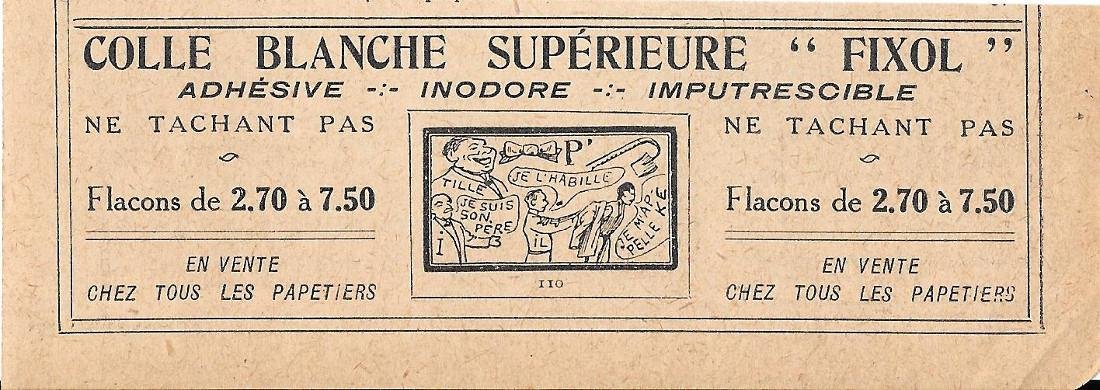 COLLE BLANCHE SUPÉRIEURE “ FIXOL ”
ADHÉSIVE -:- INODORE -:- IMPUTRESCIBLE
NE TACHANT PAS
Flacons de 2.70 à 7.50
EN VENTE
CHEZ TOUS LES PAPETIERS
P'
JE L'HABILLE
TILLE
JE SUIS
SON
PÈRE
I
IL
JE M'AP
PELLE KE
110
NE TACHANT PAS
Flacons de 2.70 à 7.50
EN VENTE
CHEZ TOUS LES PAPETIERS